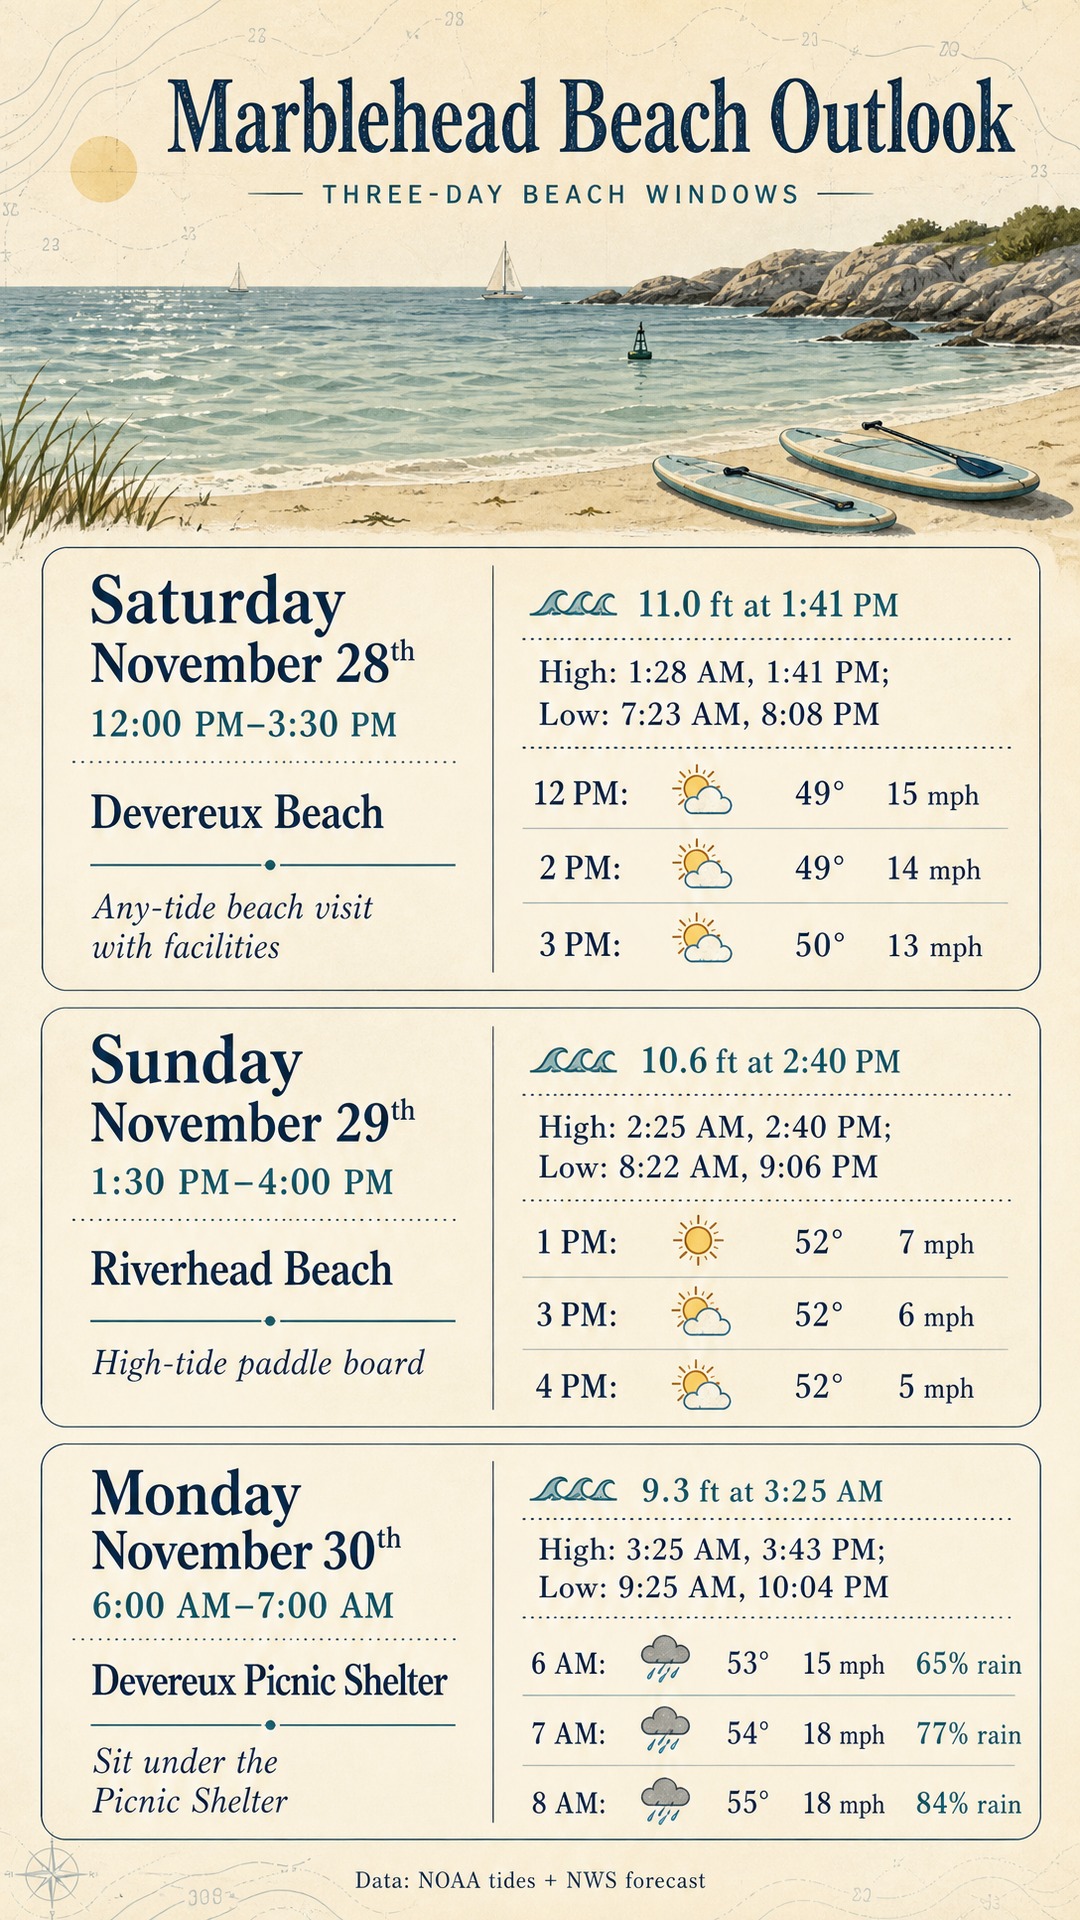 Marblehead Beach Outlook
THREE-DAY BEACH WINDOWS
Saturday
November 28th
12:00 PM–3:30 PM
Devereux Beach
Any-tide beach visit
with facilities
11.0 ft at 1:41 PM
High: 1:28 AM, 1:41 PM;
Low: 7:23 AM, 8:08 PM
12 PM: 49° 15 mph
2 PM: 49° 14 mph
3 PM: 50° 13 mph
Sunday
November 29th
1:30 PM–4:00 PM
Riverhead Beach
High-tide paddle board
10.6 ft at 2:40 PM
High: 2:25 AM, 2:40 PM;
Low: 8:22 AM, 9:06 PM
1 PM: 52° 7 mph
3 PM: 52° 6 mph
4 PM: 52° 5 mph
Monday
November 30th
6:00 AM–7:00 AM
Devereux Picnic Shelter
Sit under the
Picnic Shelter
9.3 ft at 3:25 AM
High: 3:25 AM, 3:43 PM;
Low: 9:25 AM, 10:04 PM
6 AM: 53° 15 mph 65% rain
7 AM: 54° 18 mph 77% rain
8 AM: 55° 18 mph 84% rain
Data: NOAA tides + NWS forecast